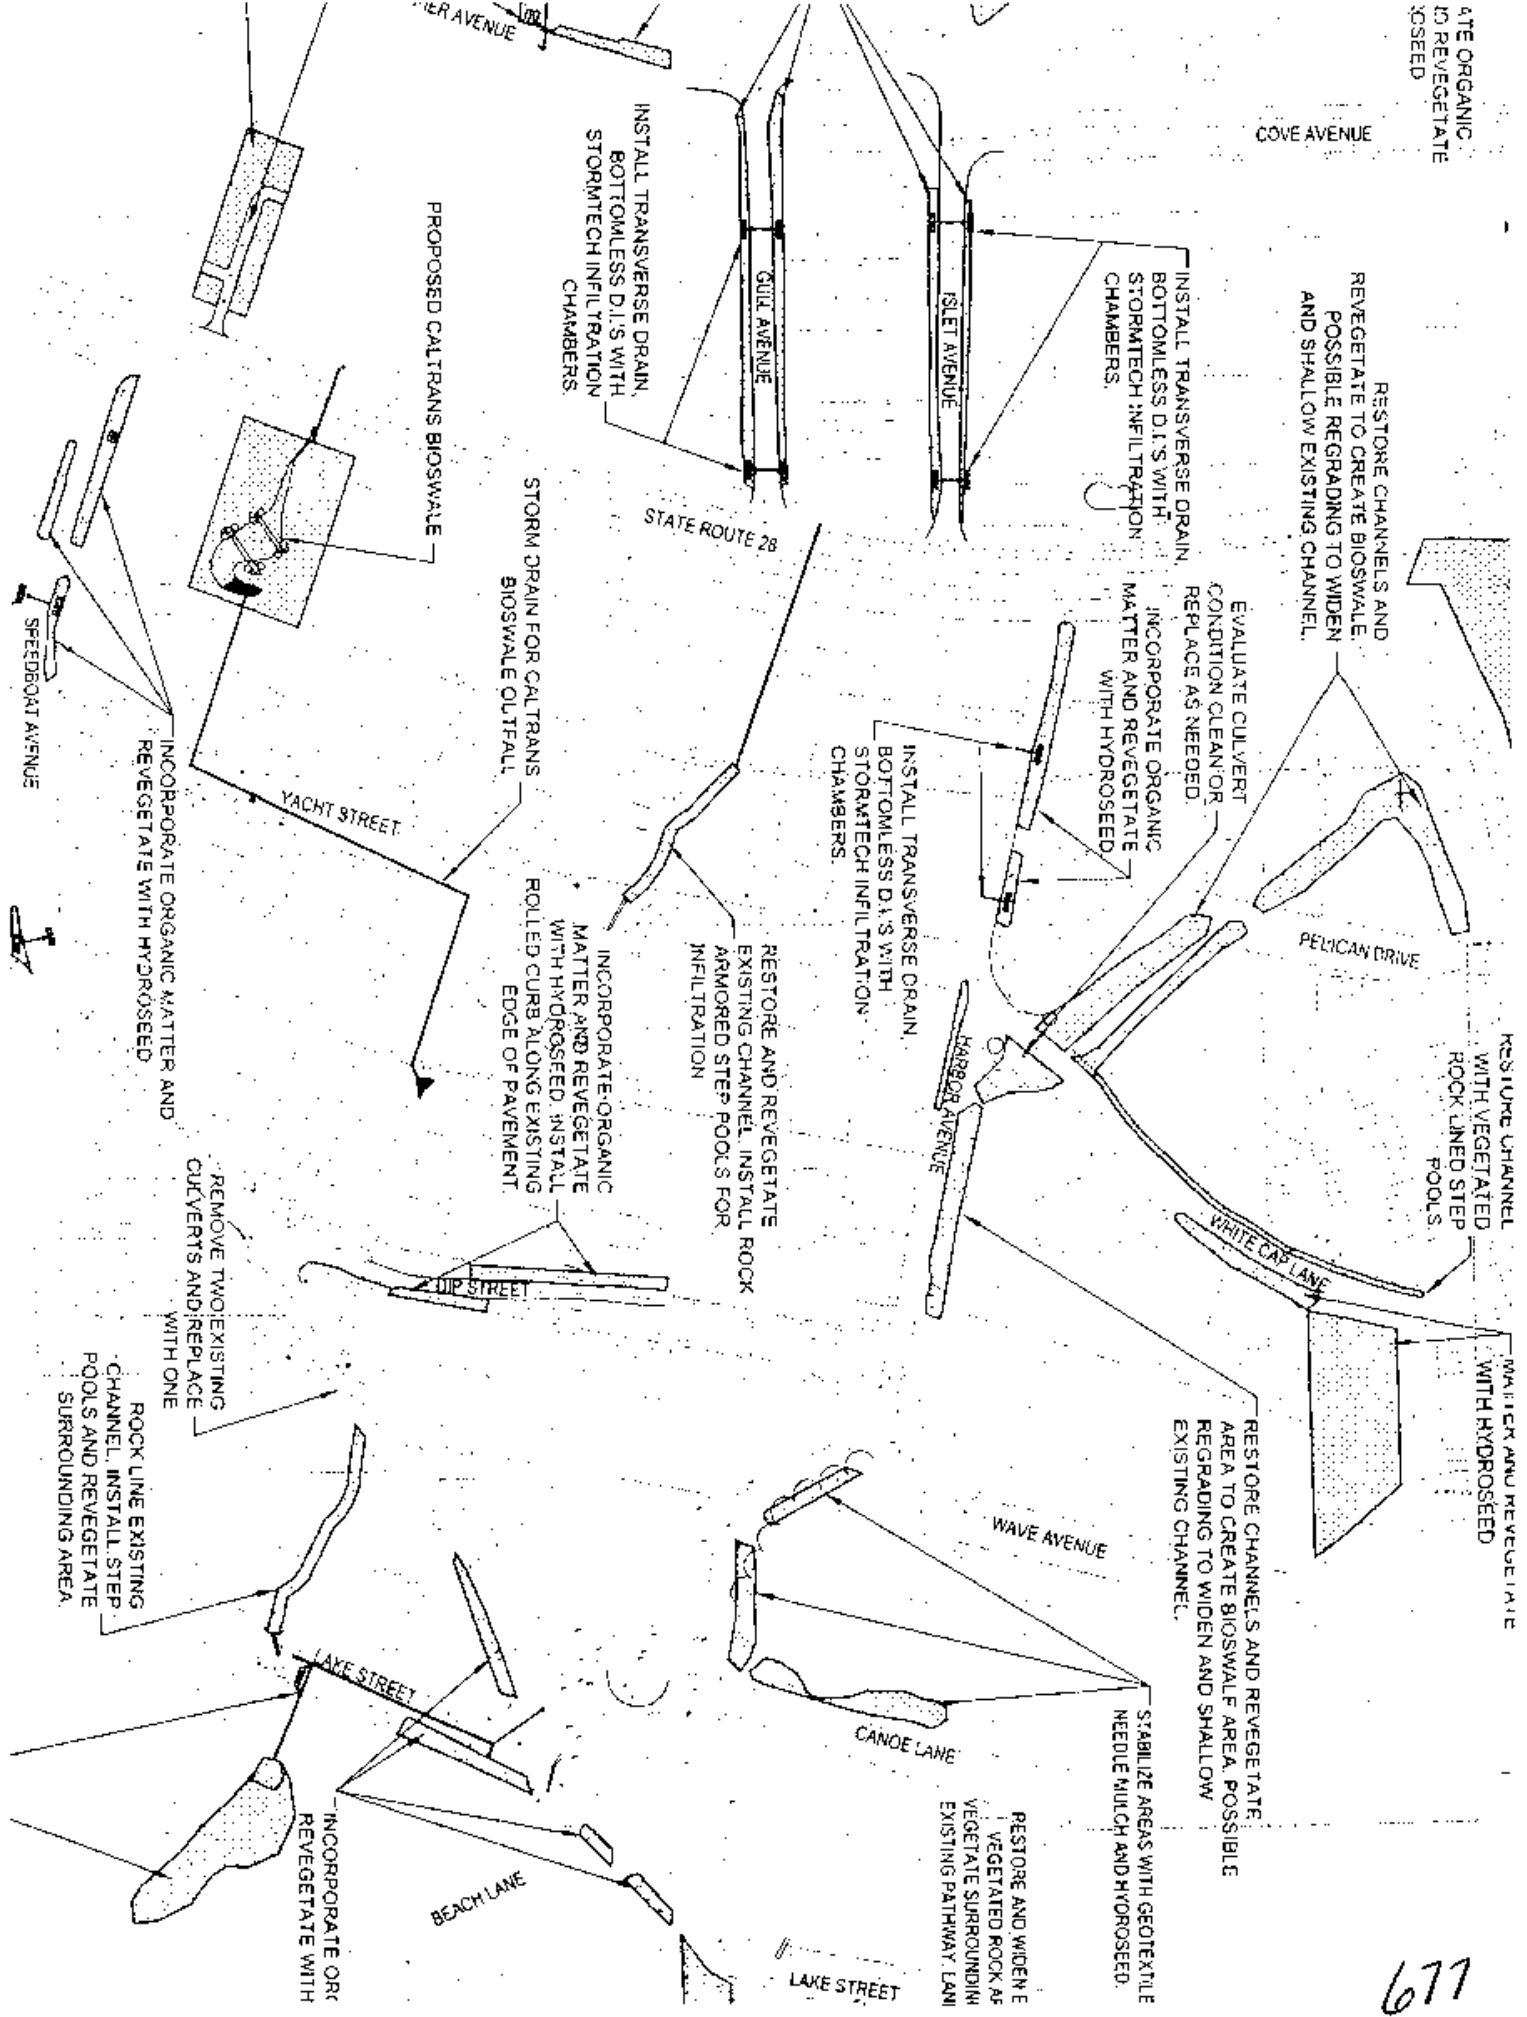 ATE ORGANIC
REVEGETATE
COVE AVENUE
INSTALL TRANSVERSE DRAIN,
BOTTOMLESS D.I.'S WITH
STORMTECH INFILTRATION
CHAMBERS.
GULL AVENUE
ISLET AVENUE
INSTALL TRANSVERSE DRAIN,
BOTTOMLESS D.I.'S WITH
STORMTECH INFILTRATION
CHAMBERS.
RESTORE CHANNELS AND
REVEGETATE TO CREATE BIOSWALE.
POSSIBLE REGRADING TO WIDEN
AND SHALLOW EXISTING CHANNEL.
PROPOSED CALTRANS BIOSWALE
STATE ROUTE 28
STORM DRAIN FOR CALTRANS
BIOSWALE OUTFALL
EVALUATE CULVERT
CONDITION CLEAN OR
REPLACE AS NEEDED.
INCORPORATE ORGANIC
MATTER AND REVEGETATE
WITH HYDROSEED
INSTALL TRANSVERSE DRAIN,
BOTTOMLESS D.I.'S WITH
STORMTECH INFILTRATION
CHAMBERS.
SPEEDBOAT AVENUE
INCORPORATE ORGANIC MATTER AND
REVEGETATE WITH HYDROSEED
YACHT STREET
PELICAN DRIVE
RESTORE CHANNEL
WITH VEGETATED
ROCK LINED STEP
POOLS.
RESTORE AND REVEGETATE
EXISTING CHANNEL. INSTALL ROCK
ARMORED STEP POOLS FOR
INFILTRATION
INCORPORATE ORGANIC
MATTER AND REVEGETATE
WITH HYDROSEED. INSTALL
ROLLED CURB ALONG EXISTING
EDGE OF PAVEMENT.
HARBOR AVENUE
WHITE CAP LANE
DIP STREET
REMOVE TWO EXISTING
CULVERTS AND REPLACE
WITH ONE
MATTER AND REVEGETATE
WITH HYDROSEED
RESTORE CHANNELS AND REVEGETATE
AREA TO CREATE BIOSWALE AREA. POSSIBLE
REGRADING TO WIDEN AND SHALLOW
EXISTING CHANNEL.
ROCK LINE EXISTING
CHANNEL, INSTALL STEP
POOLS AND REVEGETATE
SURROUNDING AREA.
WAVE AVENUE
LAKE STREET
CANOE LANE
STABILIZE AREAS WITH GEOTEXTILE
NEEDLE MULCH AND HYDROSEED.
RESTORE AND WIDEN E
VEGETATED ROCK
VEGETATE SURROUNDIN
EXISTING PATHWAY.
INCORPORATE ORG
REVEGETATE WITH
BEACH LANE
LAKE STREET
677